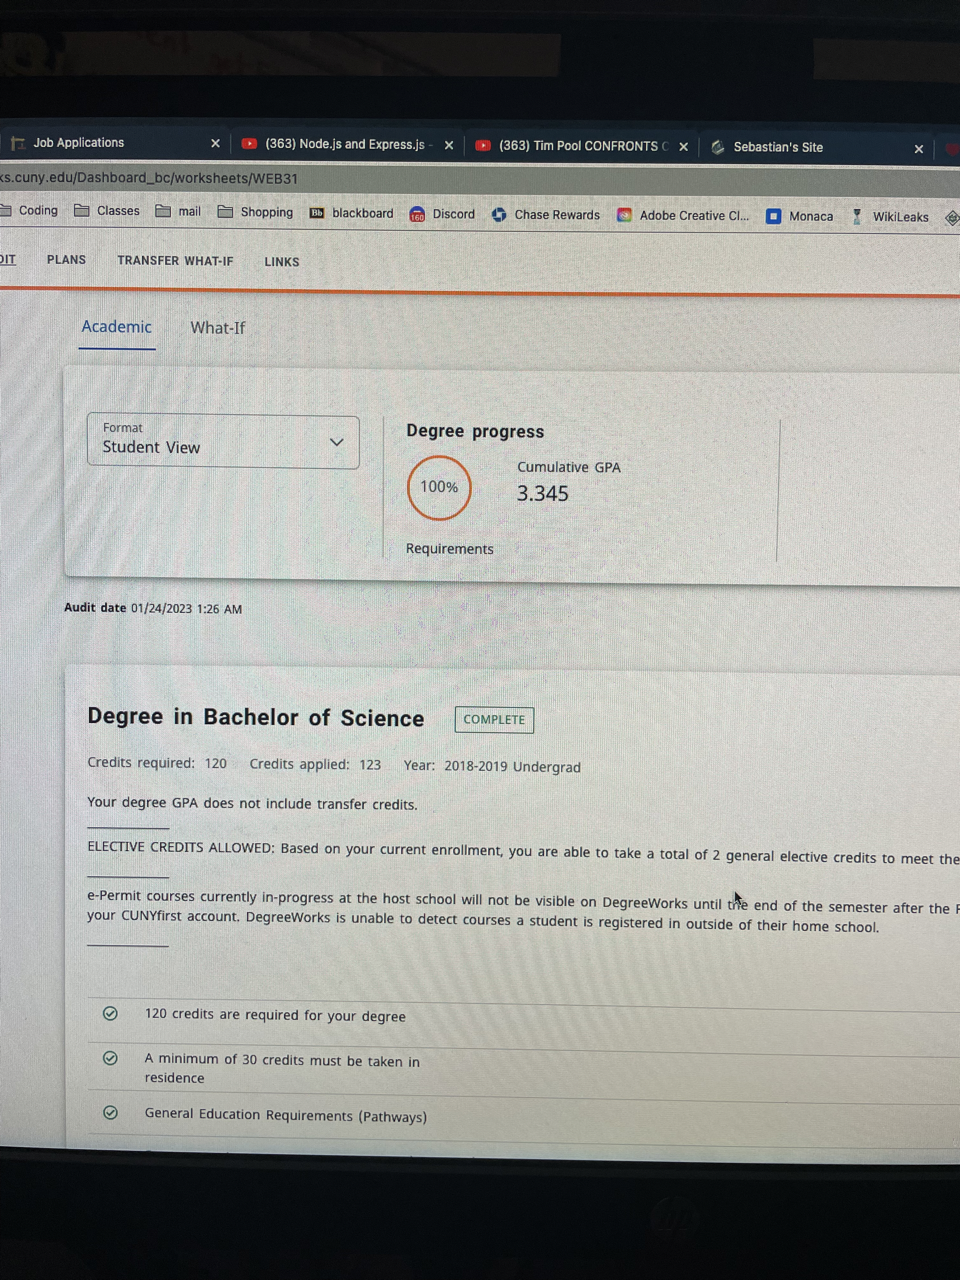 Job Applications
(363) Node.js and Express.js -
(363) Tim Pool CONFRONTS
Sebastian's Site
ks.cuny.edu/Dashboard_bc/worksheets/WEB31
Coding Classes mail Shopping Bb blackboard 160 Discord Chase Rewards Adobe Creative Cl... Monaca WikiLeaks
DIT PLANS TRANSFER WHAT-IF LINKS
Academic What-If
Format
Student View
Degree progress
100%
Cumulative GPA
3.345
Requirements
Audit date 01/24/2023 1:26 AM
Degree in Bachelor of Science COMPLETE
Credits required: 120 Credits applied: 123 Year: 2018-2019 Undergrad
Your degree GPA does not include transfer credits.
ELECTIVE CREDITS ALLOWED: Based on your current enrollment, you are able to take a total of 2 general elective credits to meet the
e-Permit courses currently in-progress at the host school will not be visible on DegreeWorks until the end of the semester after the
your CUNYfirst account. DegreeWorks is unable to detect courses a student is registered in outside of their home school.
120 credits are required for your degree
A minimum of 30 credits must be taken in
residence
General Education Requirements (Pathways)
hp